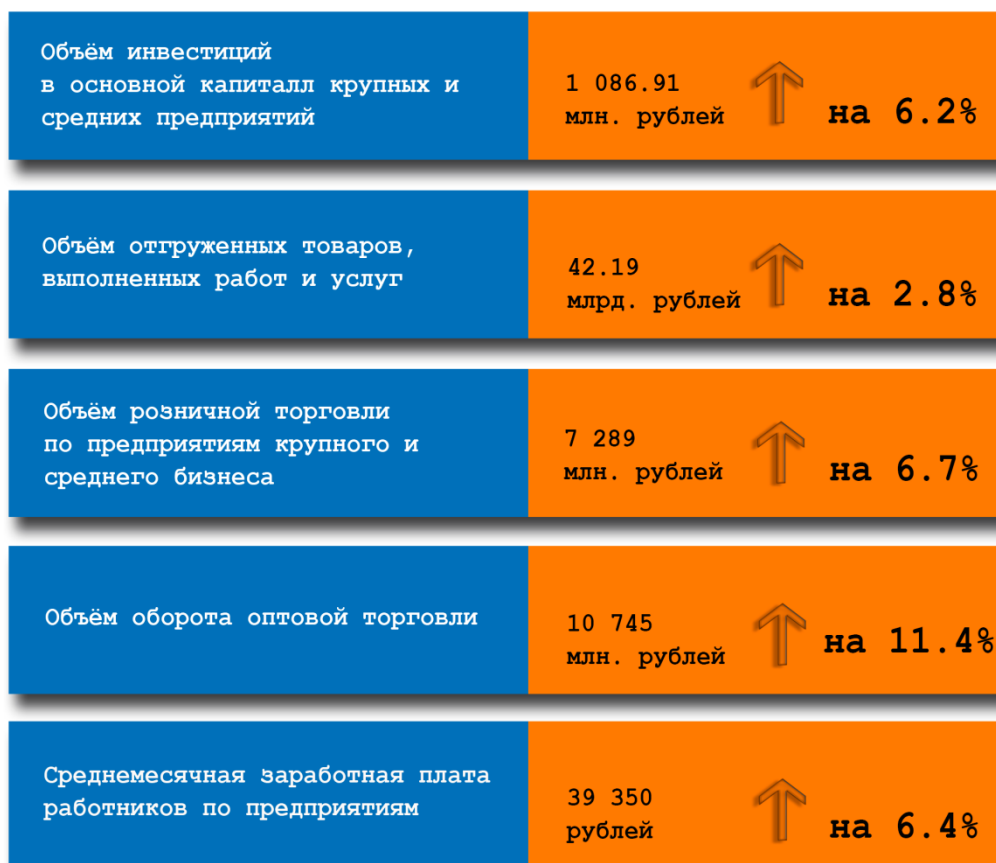 Объём инвестиций
в основной капиталл крупных и
средних предприятий
1 086.91
млн. рублей
на 6.2%
Объём отгруженных товаров,
выполненных работ и услуг
42.19
млрд. рублей
на 2.8%
Объём розничной торговли
по предприятиям крупного и
среднего бизнеса
7 289
млн. рублей
на 6.7%
Объём оборота оптовой торговли
10 745
млн. рублей
на 11.4%
Среднемесячная заработная плата
работников по предприятиям
39 350
рублей
на 6.4%